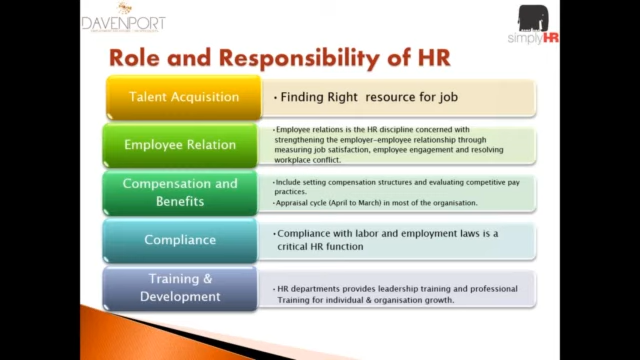 DAVENPORT
simplyHR
Role and Responsibility of HR
Talent Acquisition
• Finding Right resource for job
Employee Relation
• Employee relations is the HR discipline concerned with
strengthening the employer-employee relationship through
measuring job satisfaction, employee engagement and resolving
workplace conflict.
Compensation and
Benefits
• Include setting compensation structures and evaluating competitive pay
practices.
• Appraisal cycle (April to March) in most of the organisation.
Compliance
• Compliance with labor and employment laws is a
critical HR function
Training &
Development
• HR departments provides leadership training and professional
Training for individual & organisation growth.